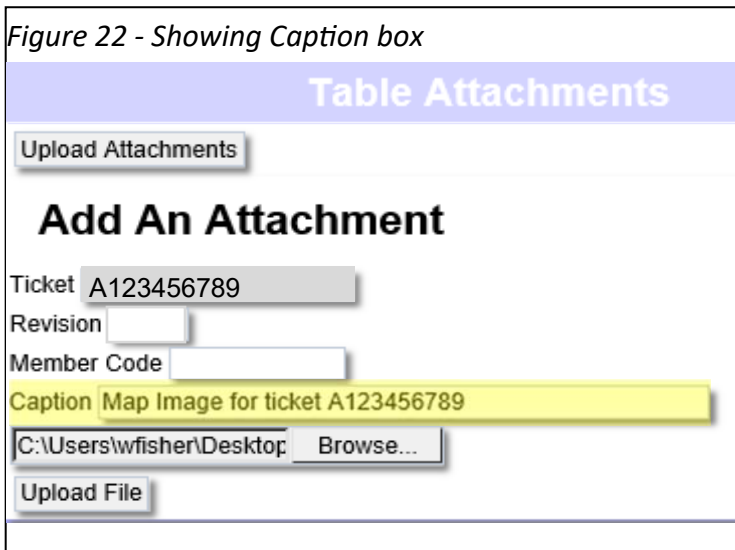 Figure 22 - Showing Caption box
Table Attachments
Upload Attachments
Add An Attachment
Ticket A123456789
Revision
Member Code
Caption Map Image for ticket A123456789
C:\Users\wfisher\Desktop Browse...
Upload File